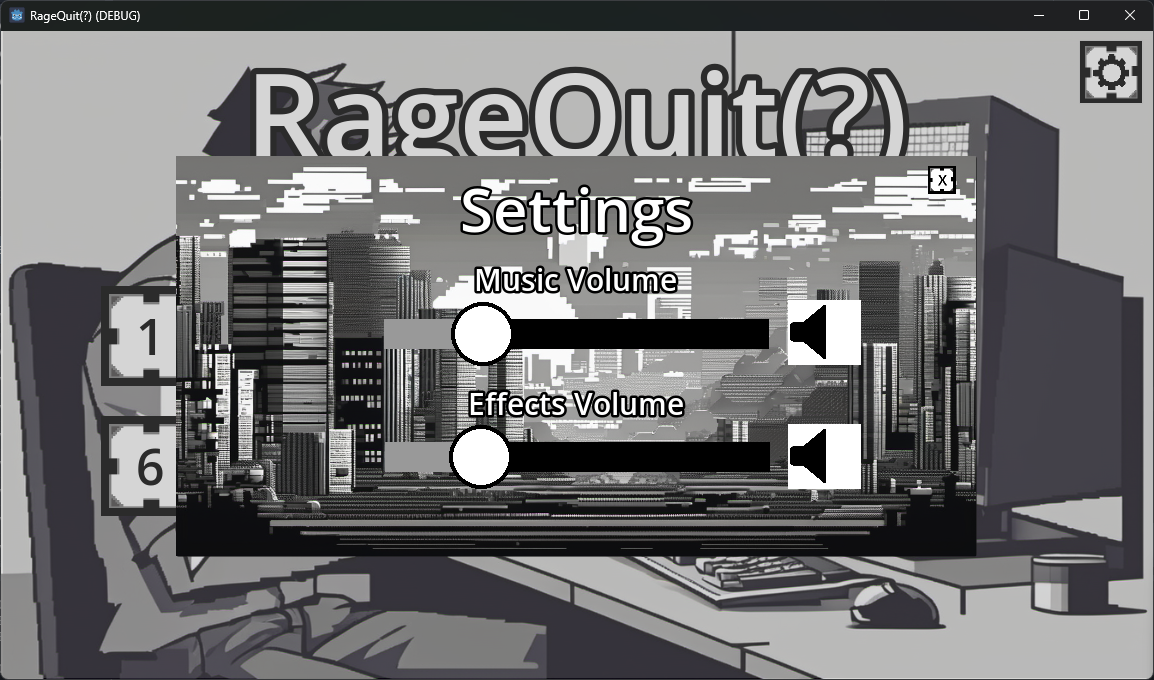 RageQuit(?) (DEBUG)
RageQuit(?)
X
Settings
Music Volume
1
Effects Volume
6